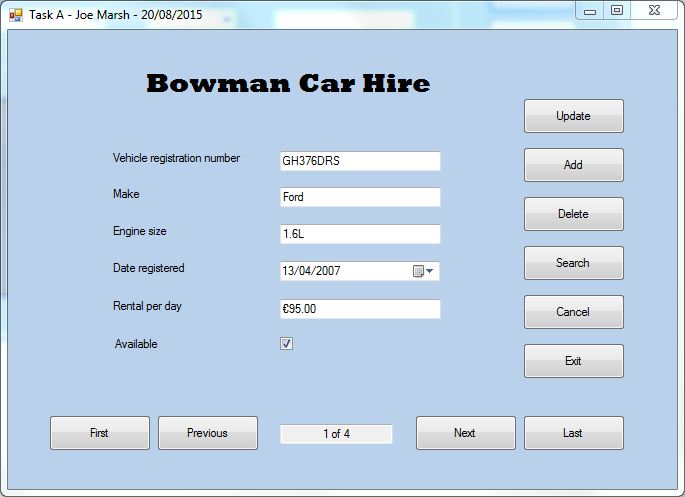 Task A - Joe Marsh - 20/08/2015
Bowman Car Hire
Update
Vehicle registration number GH376DRS
Add
Make Ford
Delete
Engine size 1.6L
Search
Date registered 13/04/2007
Rental per day €95.00
Cancel
Available
Exit
First Previous 1 of 4 Next Last